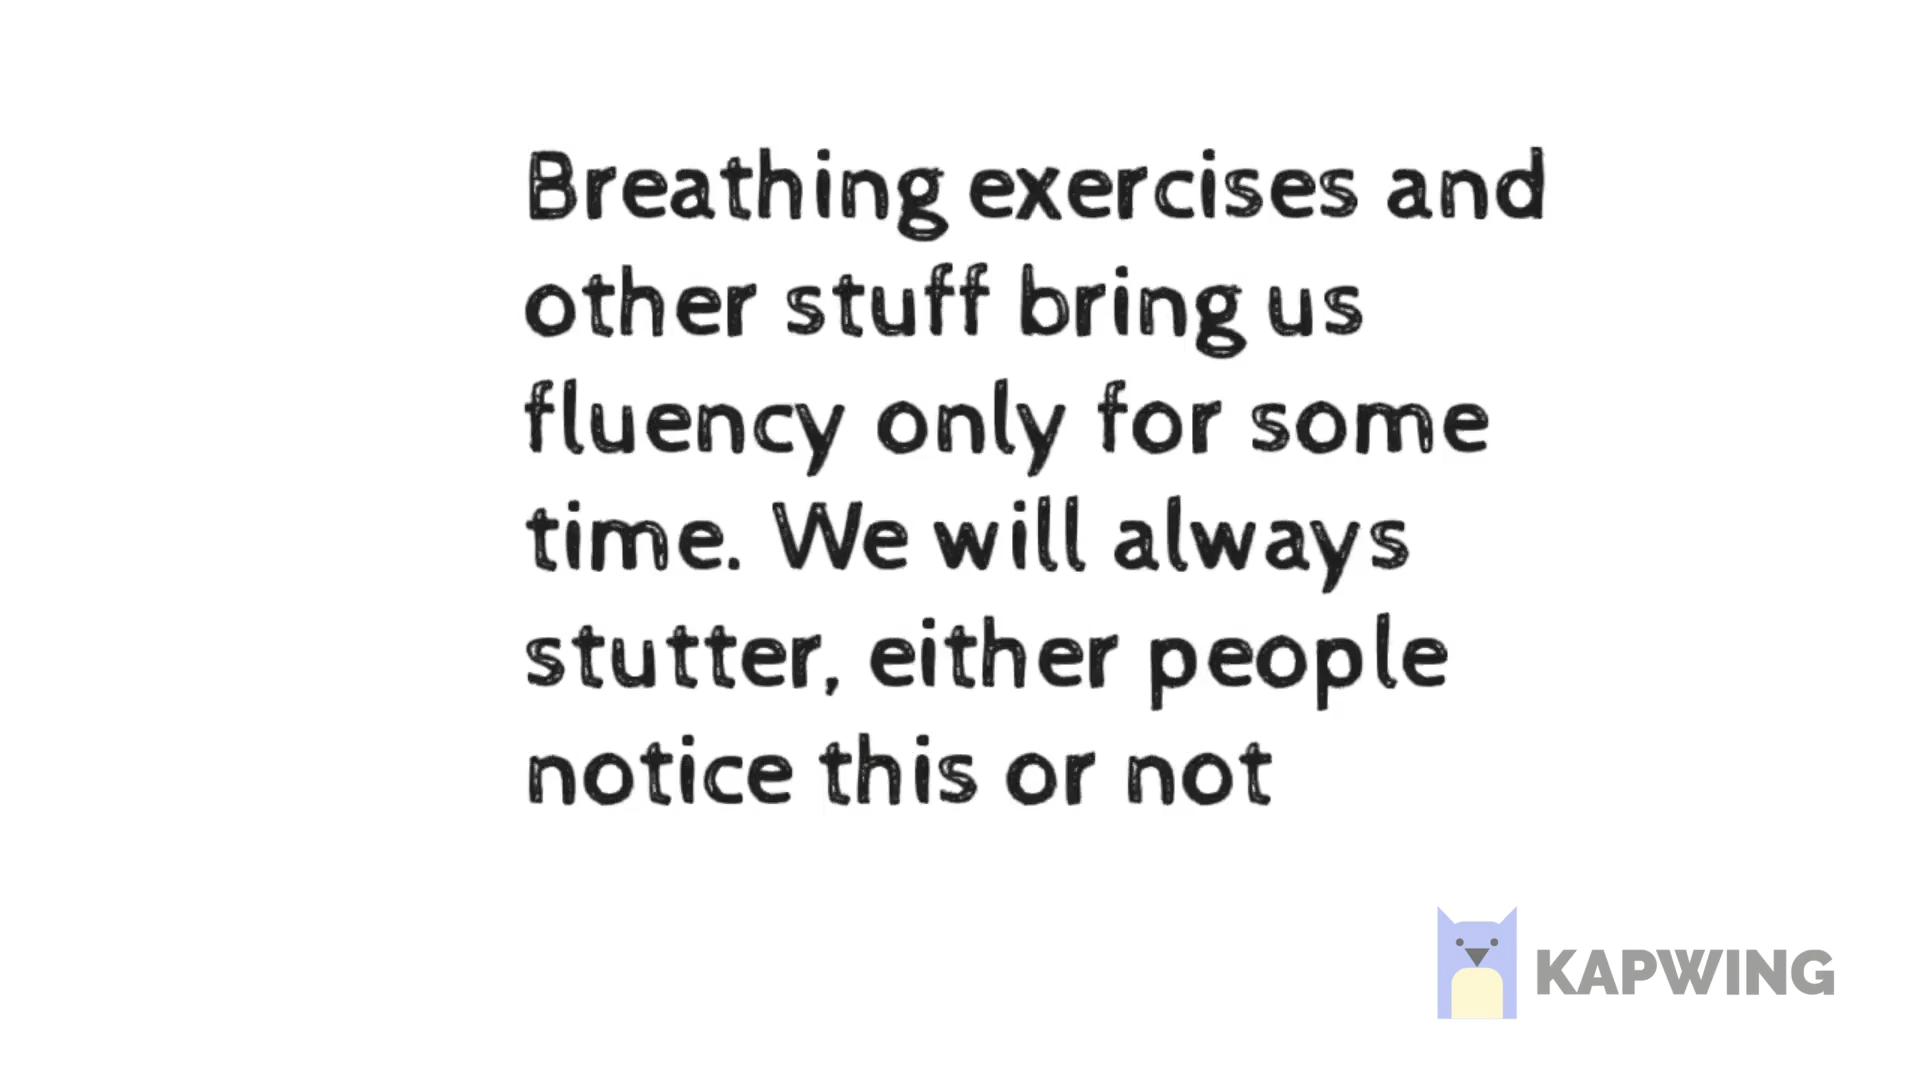 Breathing exercises and
other stuff bring us
fluency only for some
time. We will always
stutter, either people
notice this or not
KAPWING